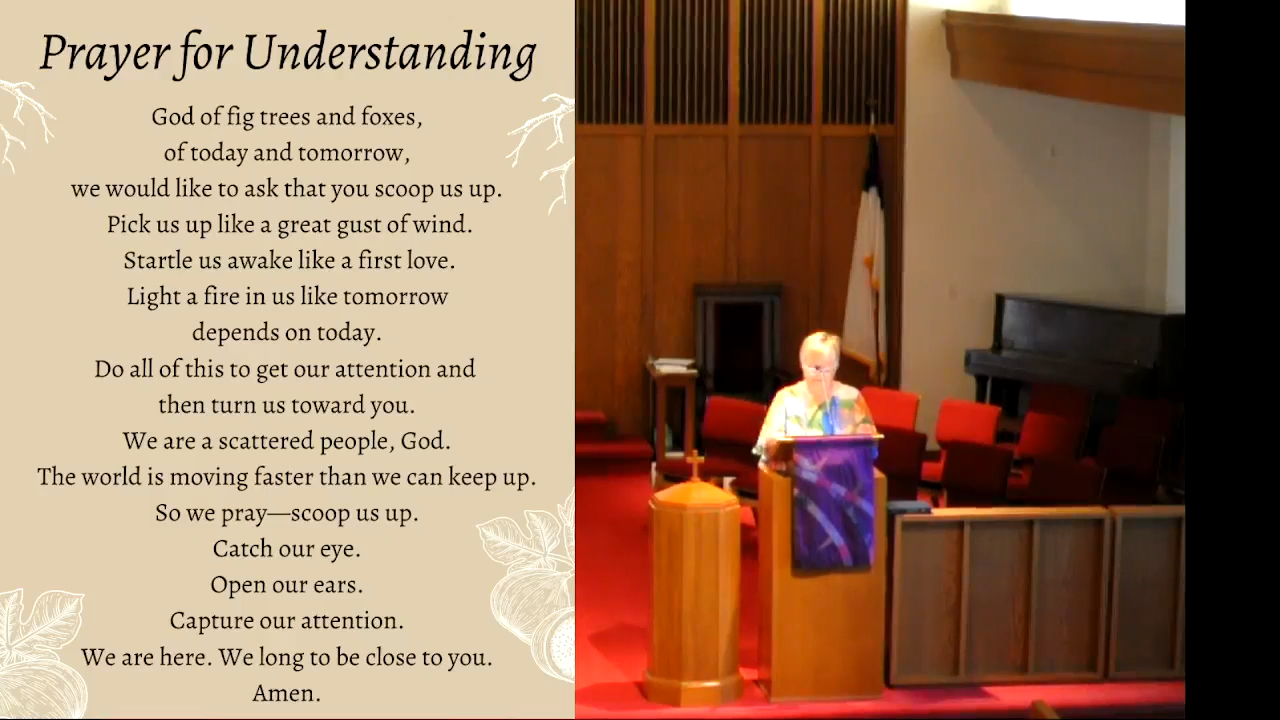 Prayer for Understanding
God of fig trees and foxes,
of today and tomorrow,
we would like to ask that you scoop us up.
Pick us up like a great gust of wind.
Startle us awake like a first love.
Light a fire in us like tomorrow
depends on today.
Do all of this to get our attention and
then turn us toward you.
We are a scattered people, God.
The world is moving faster than we can keep up.
So we pray—scoop us up.
Catch our eye.
Open our ears.
Capture our attention.
We are here. We long to be close to you.
Amen.